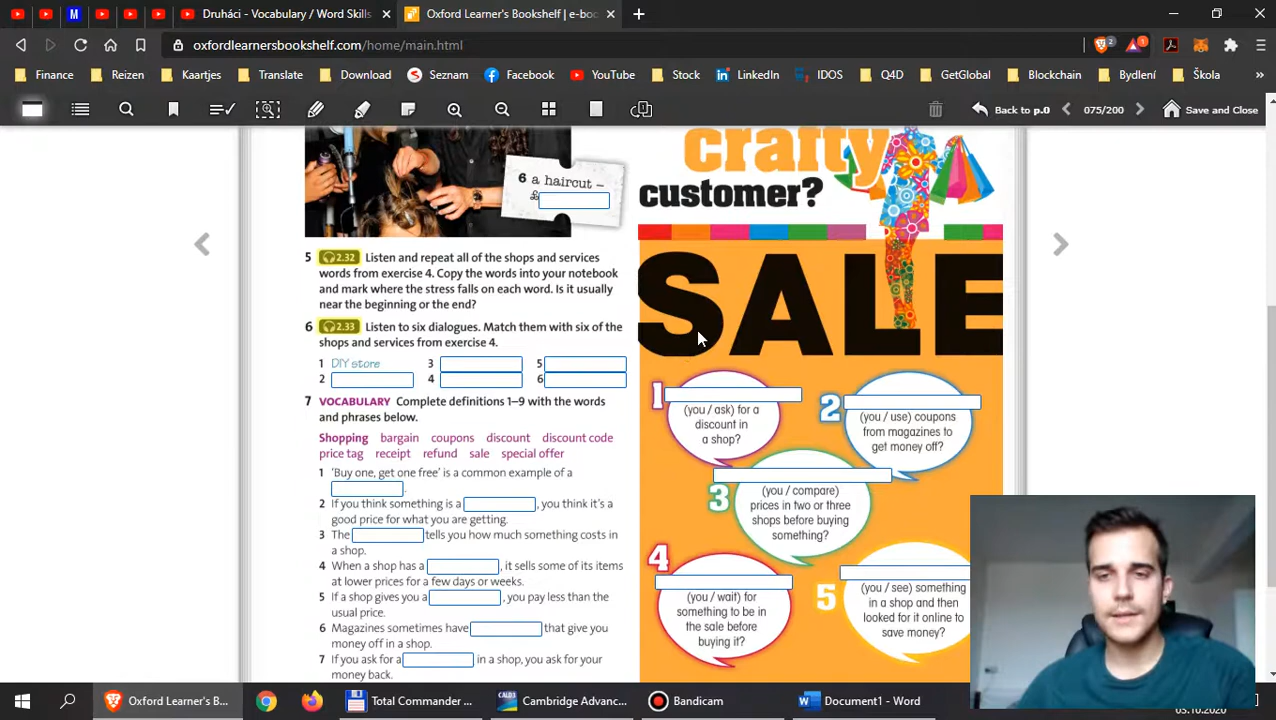 Druháci - Vocabulary / Word Skills
Oxford Learner's Bookshelf | e-boo
oxfordlearnersbookshelf.com/home/main.html
2
1
Finance
Reizen
Kaartjes
Translate
Download
Seznam
Facebook
YouTube
Stock
LinkedIn
IDOS
Q4D
GetGlobal
Blockchain
Bydlení
Škola
»
Back to p.0
075/200
Save and Close
6 a haircut –
£
crafty
customer?
SALE
5 2.32 Listen and repeat all of the shops and services
words from exercise 4. Copy the words into your notebook
and mark where the stress falls on each word. Is it usually
near the beginning or the end?
6 2.33 Listen to six dialogues. Match them with six of the
shops and services from exercise 4.
1 DIY store 3 5
2 4 6
7 VOCABULARY Complete definitions 1–9 with the words
and phrases below.
Shopping bargain coupons discount discount code
price tag receipt refund sale special offer
1 'Buy one, get one free' is a common example of a
.
2 If you think something is a , you think it's a
good price for what you are getting.
3 The tells you how much something costs in
a shop.
4 When a shop has a , it sells some of its items
at lower prices for a few days or weeks.
5 If a shop gives you a , you pay less than the
usual price.
6 Magazines sometimes have that give you
money off in a shop.
7 If you ask for a in a shop, you ask for your
money back.
1
(you / ask) for a
discount in
a shop?
2
(you / use) coupons
from magazines to
get money off?
3
(you / compare)
prices in two or three
shops before buying
something?
4
(you / wait) for
something to be in
the sale before
buying it?
5
(you / see) something
in a shop and then
looked for it online to
save money?
Oxford Learner's B...
Total Commander ...
CALD3
Cambridge Advanc...
Bandicam
Document1 - Word
03.10.2020